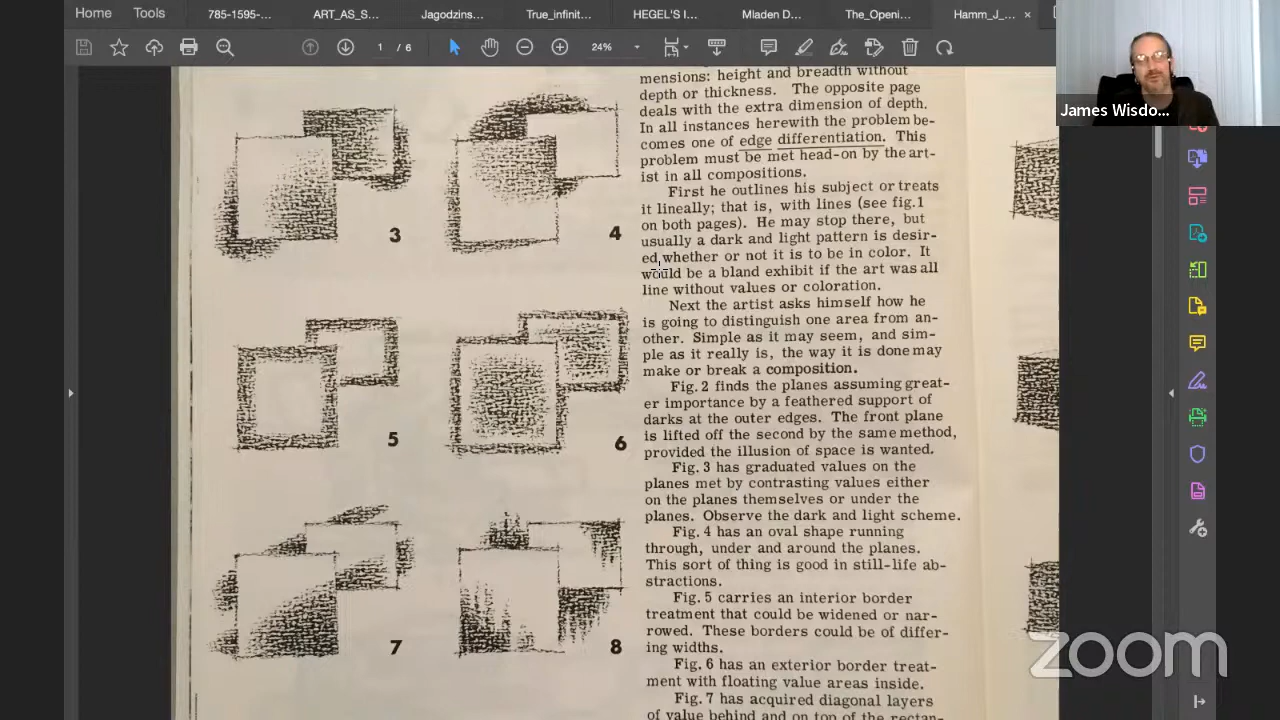 Home
Tools
785-1595-...
ART_AS_S...
Jagodzins...
True_infinit...
HEGEL'S I...
Mladen D...
The_Openi...
Hamm_J_...
1 / 6
24%
James Wisdo...
mensions: height and breadth without
depth or thickness. The opposite page
deals with the extra dimension of depth.
In all instances herewith the problem be-
comes one of edge differentiation. This
problem must be met head-on by the art-
ist in all compositions.
First he outlines his subject or treats
it lineally; that is, with lines (see fig.1
on both pages). He may stop there, but
usually a dark and light pattern is desir-
ed, whether or not it is to be in color. It
would be a bland exhibit if the art was all
line without values or coloration.
Next the artist asks himself how he
is going to distinguish one area from an-
other. Simple as it may seem, and sim-
ple as it really is, the way it is done may
make or break a composition.
Fig. 2 finds the planes assuming great-
er importance by a feathered support of
darks at the outer edges. The front plane
is lifted off the second by the same method,
provided the illusion of space is wanted.
Fig. 3 has graduated values on the
planes met by contrasting values either
on the planes themselves or under the
planes. Observe the dark and light scheme.
Fig. 4 has an oval shape running
through, under and around the planes.
This sort of thing is good in still-life ab-
stractions.
Fig. 5 carries an interior border
treatment that could be widened or nar-
rowed. These borders could be of differ-
ing widths.
Fig. 6 has an exterior border treat-
ment with floating value areas inside.
Fig. 7 has acquired diagonal layers
of value behind and on top of the rectan-
3
4
5
6
7
8
zoom